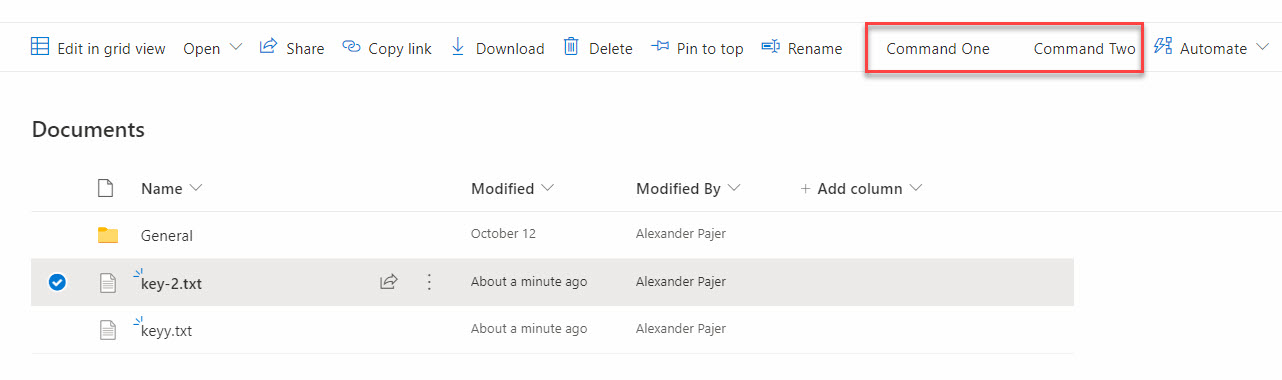 Edit in grid view Open Share Copy link Download Delete Pin to top Rename Command One Command Two Automate
Documents
Name Modified Modified By + Add column
General October 12 Alexander Pajer
key-2.txt About a minute ago Alexander Pajer
keyy.txt About a minute ago Alexander Pajer